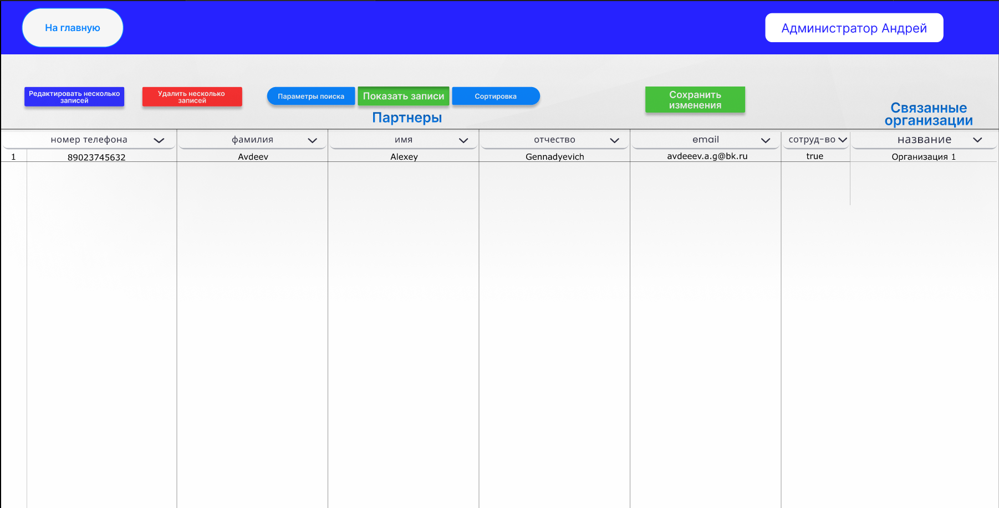 На главную
Администратор Андрей
Редактировать несколько
записей
Удалить несколько
записей
Параметры поиска
Показать записи
Сортировка
Сохранить
изменения
Партнеры
Связанные
организации
номер телефона
фамилия
имя
отчество
email
сотруд-во
название
1
89023745632
Avdeev
Alexey
Gennadyevich
avdeeev.a.g@bk.ru
true
Организация 1